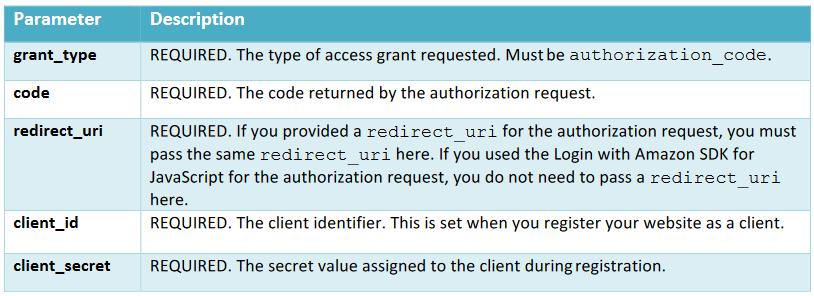 Parameter Description
grant_type REQUIRED. The type of access grant requested. Must be authorization_code.
code REQUIRED. The code returned by the authorization request.
redirect_uri REQUIRED. If you provided a redirect_uri for the authorization request, you must
pass the same redirect_uri here. If you used the Login with Amazon SDK for
JavaScript for the authorization request, you do not need to pass a redirect_uri
here.
client_id REQUIRED. The client identifier. This is set when you register your website as a client.
client_secret REQUIRED. The secret value assigned to the client during registration.